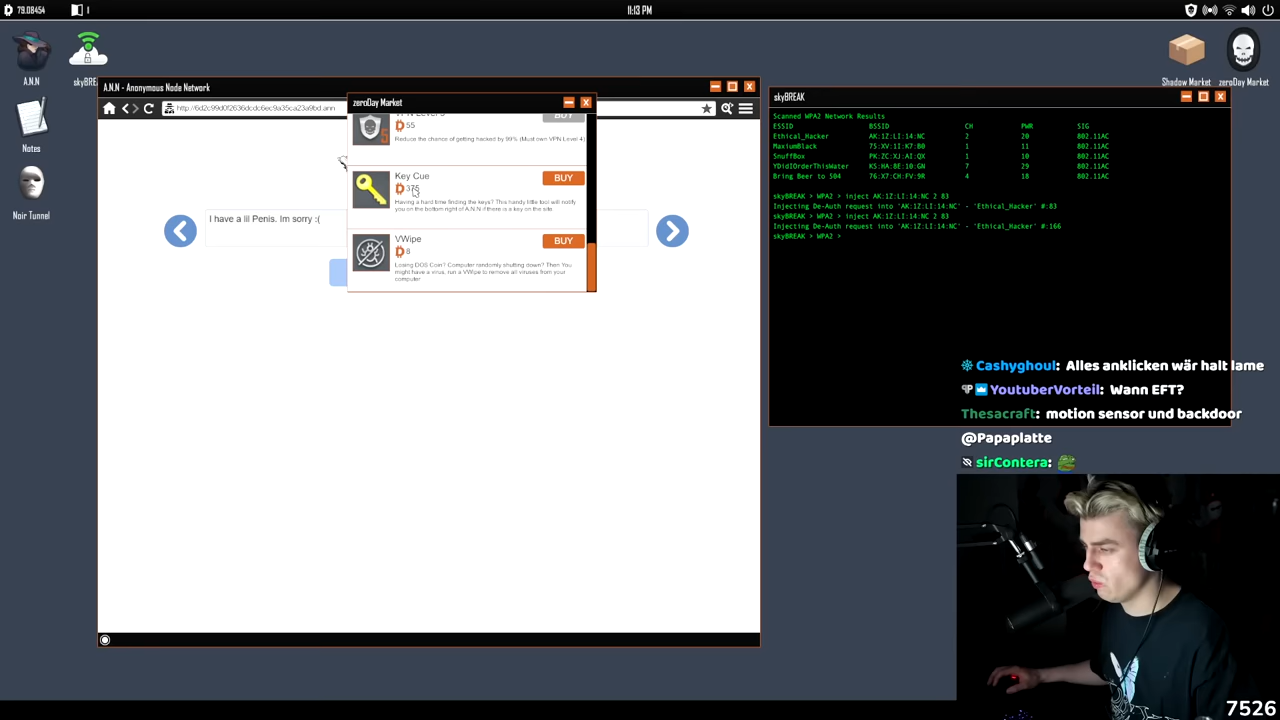 79.08454
1
11:13 PM
A.N.N
skyBREA
Notes
Noir Tunnel
Shadow Market
zeroDay Market
A.N.N - Anonymous Node Network
http://6d2c99d0f2636dcdc6ec9a35ca23a9bd.ann
I have a lil Penis. Im sorry :(
zeroDay Market
BUY
55
Reduce the chance of getting hacked by 90% (Must own VPN Level 4)
5
Key Cue
375
BUY
Having a hard time finding the keys? This handy little tool will notify
you on the bottom right of A.N.N if there is a key on the site
VWipe
8
BUY
Losing DOS Coin? Computer randomly shutting down? Then You
might have a virus, run a VWipe to remove all viruses from your
computer
skyBREAK
Scanned WPA2 Network Results
ESSID BSSID CH PWR SIG
Ethical_Hacker AK:1Z:LI:14:NC 2 20 802.11AC
MaxiumBlack 75:XV:1I:K7:B0 1 11 802.11AC
SnuffBox PK:ZC:XJ:AI:QX 1 10 802.11AC
YDidIOrderThisWater K5:HA:8E:10:GN 7 29 802.11AC
Bring Beer to 504 76:X7:CH:FV:9R 4 18 802.11AC
skyBREAK > WPA2 > inject AK:1Z:LI:14:NC 2 83
Injecting De-Auth request into 'AK:1Z:LI:14:NC' - 'Ethical_Hacker' #:83
skyBREAK > WPA2 > inject AK:1Z:LI:14:NC 2 83
Injecting De-Auth request into 'AK:1Z:LI:14:NC' - 'Ethical_Hacker' #:166
skyBREAK > WPA2 >
Cashyghoul: Alles anklicken wär halt lame
YoutuberVorteil: Wann EFT?
Thesacraft: motion sensor und backdoor
@Papaplatte
sirContera:
7526